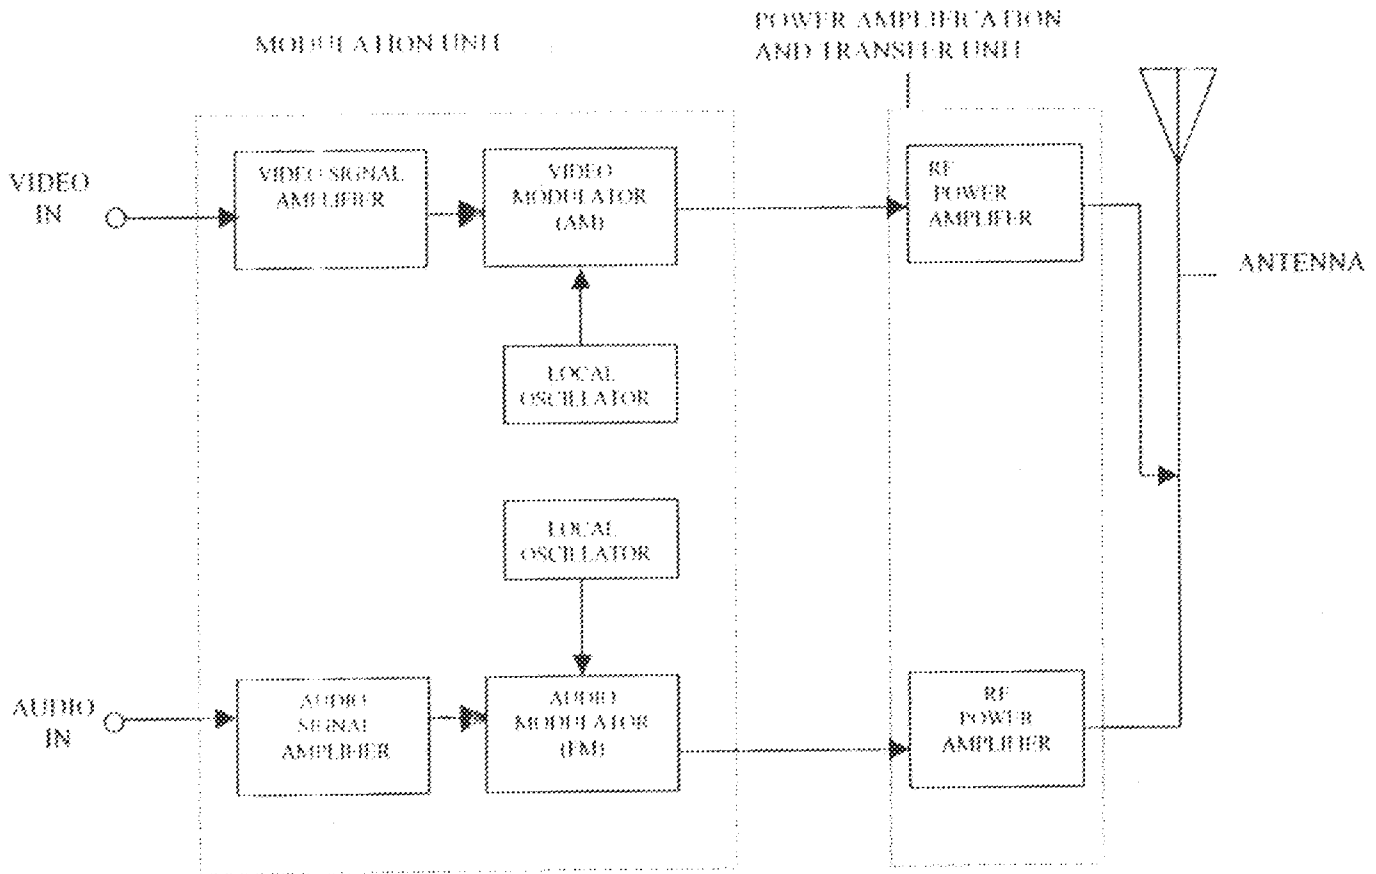 MODULATION UNIT
POWER AMPLIFICATION
AND TRANSFER UNIT
VIDEO
IN
VIDEO SIGNAL
AMPLIFIER
VIDEO
MODULATOR
(AM)
RF
POWER
AMPLIFER
ANTENNA
LOCAL
OSCILLATOR
LOCAL
OSCILLATOR
AUDIO
IN
AUDIO
SIGNAL
AMPLIFIER
AUDIO
MODULATOR
(FM)
RF
POWER
AMPLIFIER